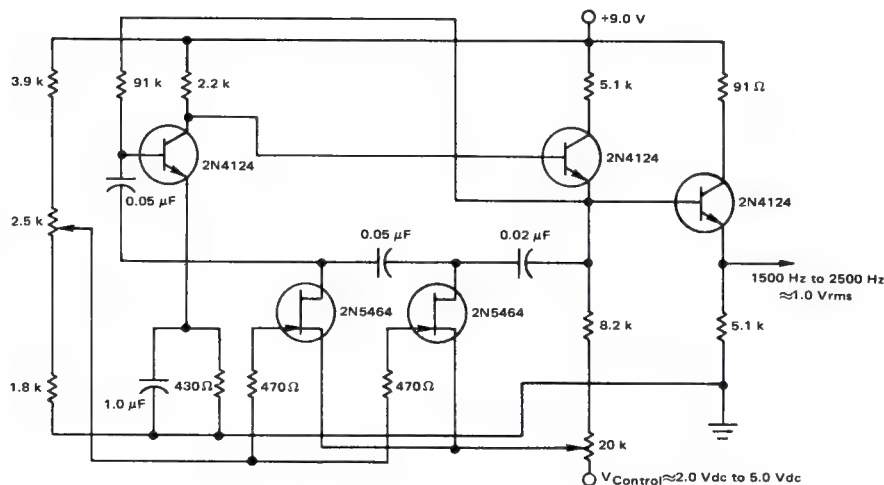 +9.0 V
3.9 k
91 k
2.2 k
5.1 k
91 Ω
2N4124
2N4124
2N4124
0.05 µF
2.5 k
0.05 µF
0.02 µF
1500 Hz to 2500 Hz
≈1.0 Vrms
2N5464
2N5464
8.2 k
5.1 k
1.8 k
1.0 µF
430Ω
470Ω
470Ω
20 k
VControl≈2.0 Vdc to 5.0 Vdc